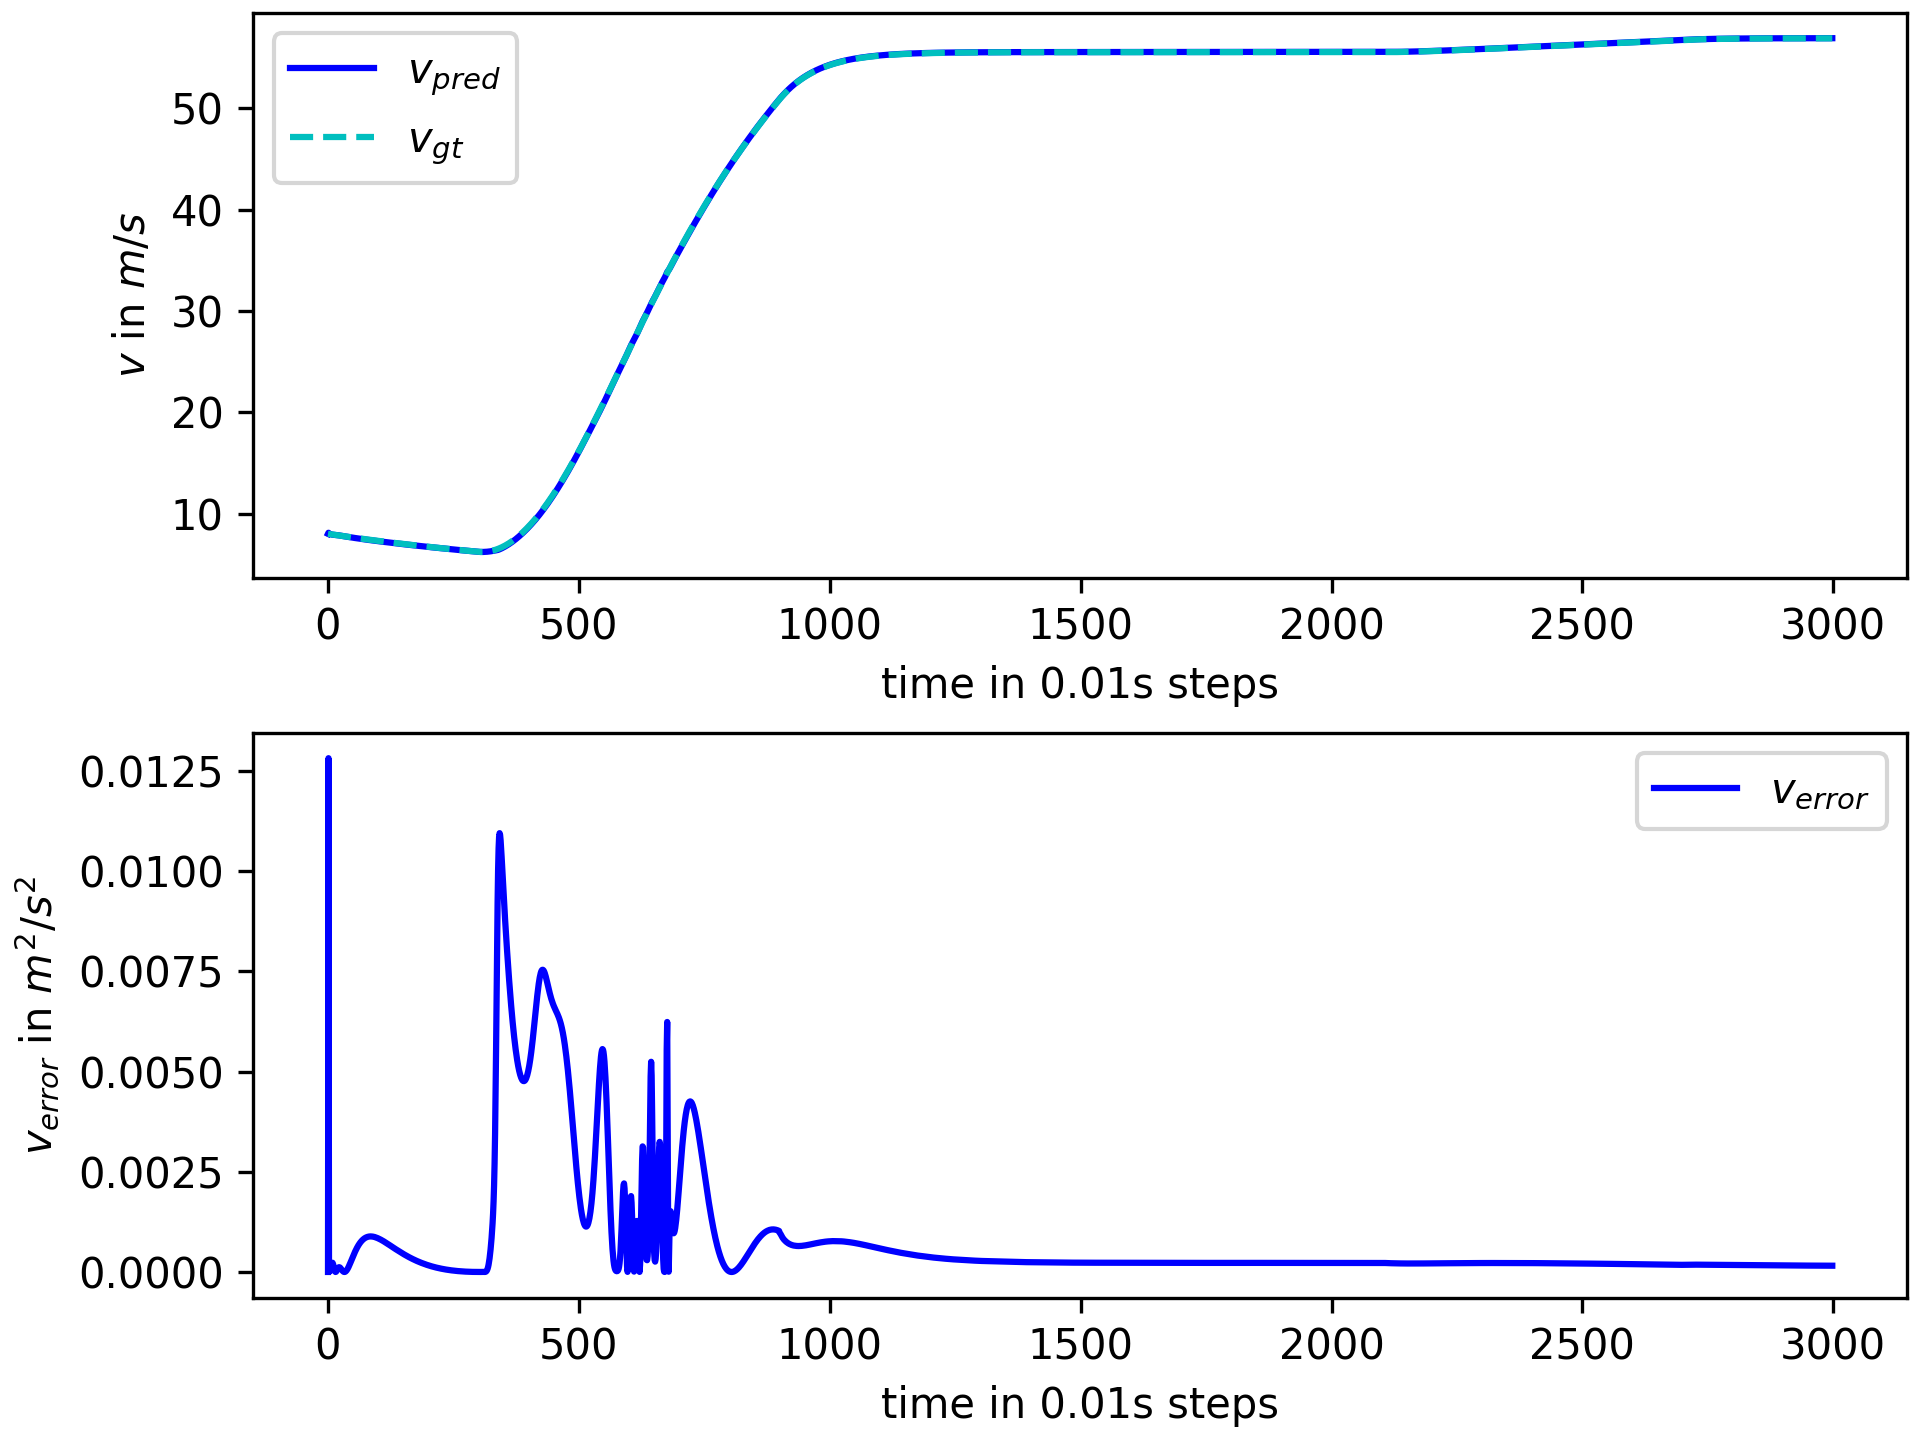 v_pred
v_gt
50
40
30
20
10
v in m/s
0 500 1000 1500 2000 2500 3000
time in 0.01s steps
v_error
0.0125
0.0100
0.0075
0.0050
0.0025
0.0000
v_error in m²/s²
0 500 1000 1500 2000 2500 3000
time in 0.01s steps